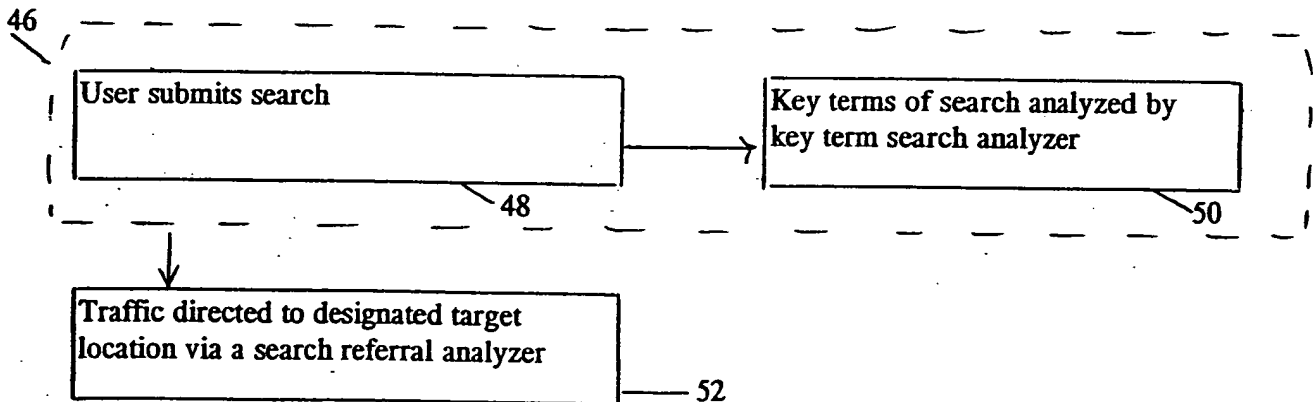 46
User submits search
Key terms of search analyzed by
key term search analyzer
48
50
Traffic directed to designated target
location via a search referral analyzer
52